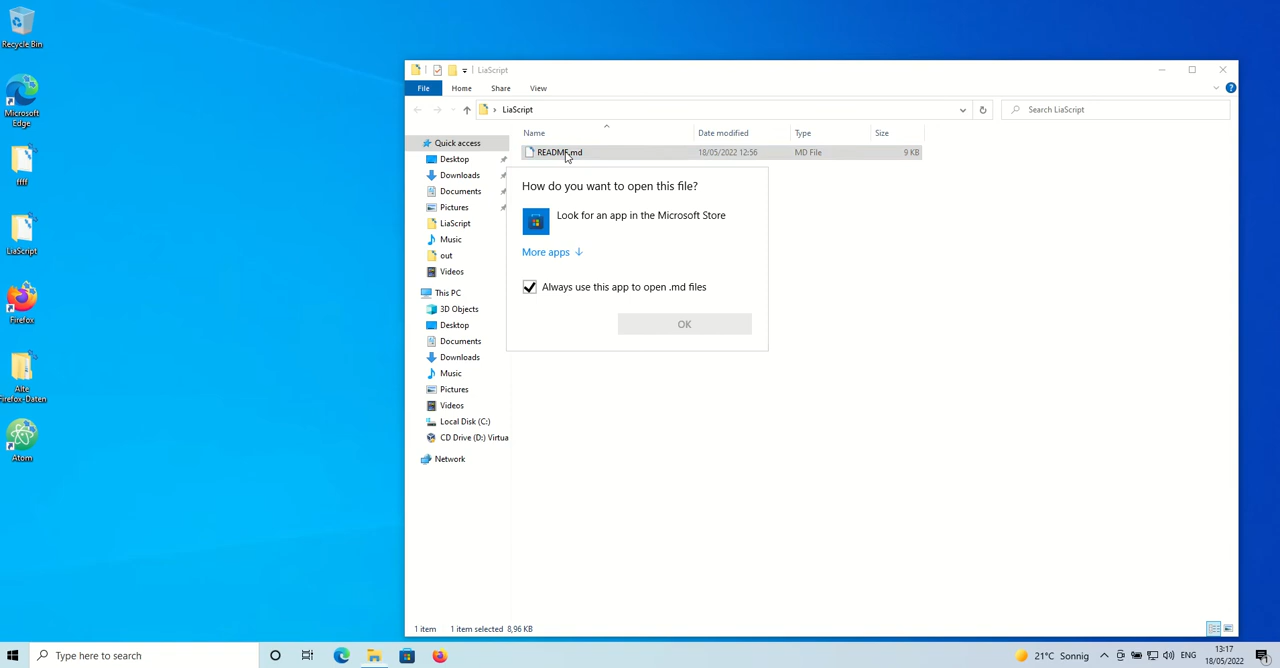 Recycle Bin
Microsoft
Edge
ffff
LiaScript
Firefox
Alte
Firefox-Daten
Atom
LiaScript
File Home Share View
LiaScript
Search LiaScript
Name Date modified Type Size
README.md 18/05/2022 12:56 MD File 9 KB
Quick access
Desktop
Downloads
Documents
Pictures
LiaScript
Music
out
Videos
This PC
3D Objects
Desktop
Documents
Downloads
Music
Pictures
Videos
Local Disk (C:)
CD Drive (D:) Virtua
Network
How do you want to open this file?
Look for an app in the Microsoft Store
More apps
Always use this app to open .md files
OK
1 item 1 item selected 8,96 KB
Type here to search
21°C Sonnig
ENG
13:17
18/05/2022